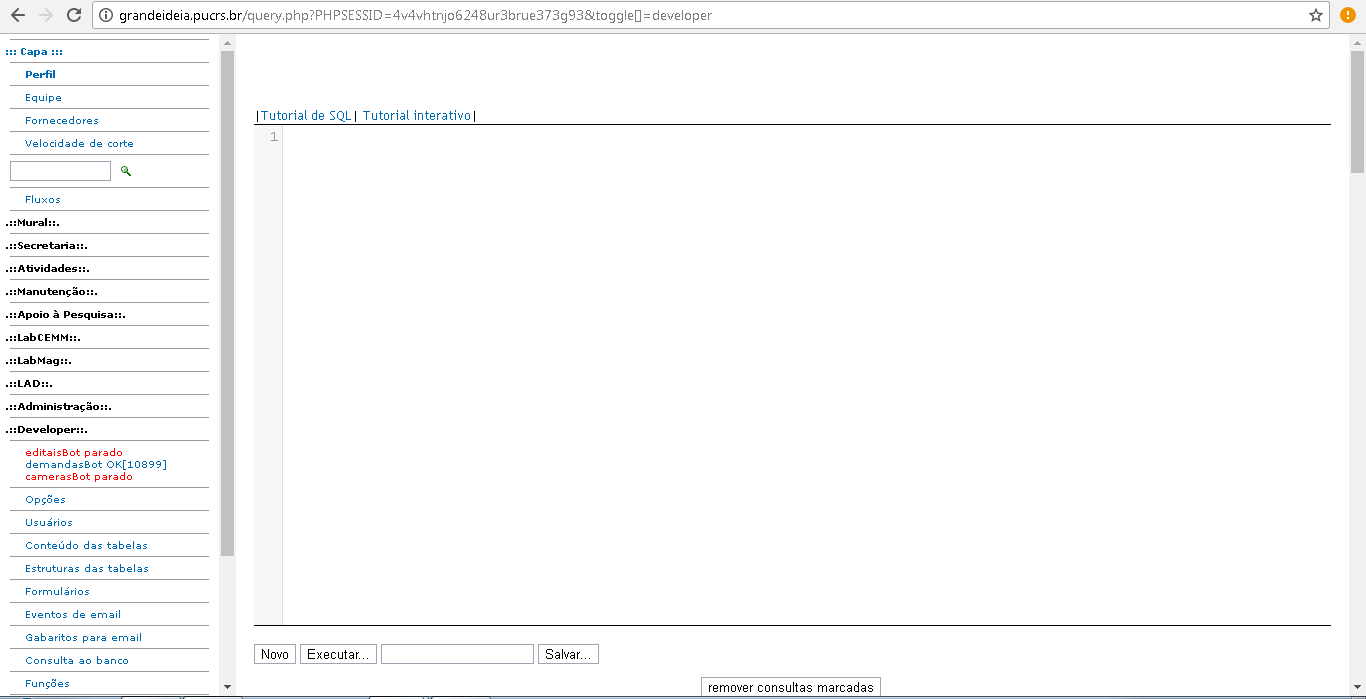 grandeideia.pucrs.br/query.php?PHPSESSID=4v4vhtnjo6248ur3brue373g93&toggle[]=developer
::: Capa :::
Perfil
Equipe
Fornecedores
Velocidade de corte
Fluxos
.::Mural::.
.::Secretaria::.
.::Atividades::.
.::Manutenção::.
.::Apoio à Pesquisa::.
.::LabCEMM::.
.::LabMag::.
.::LAD::.
.::Administração::.
.::Developer::.
editaisBot parado
demandasBot OK[10899]
camerasBot parado
Opções
Usuários
Conteúdo das tabelas
Estruturas das tabelas
Formulários
Eventos de email
Gabaritos para email
Consulta ao banco
Funções
|Tutorial de SQL| Tutorial interativo|
1
Novo Executar... Salvar...
remover consultas marcadas